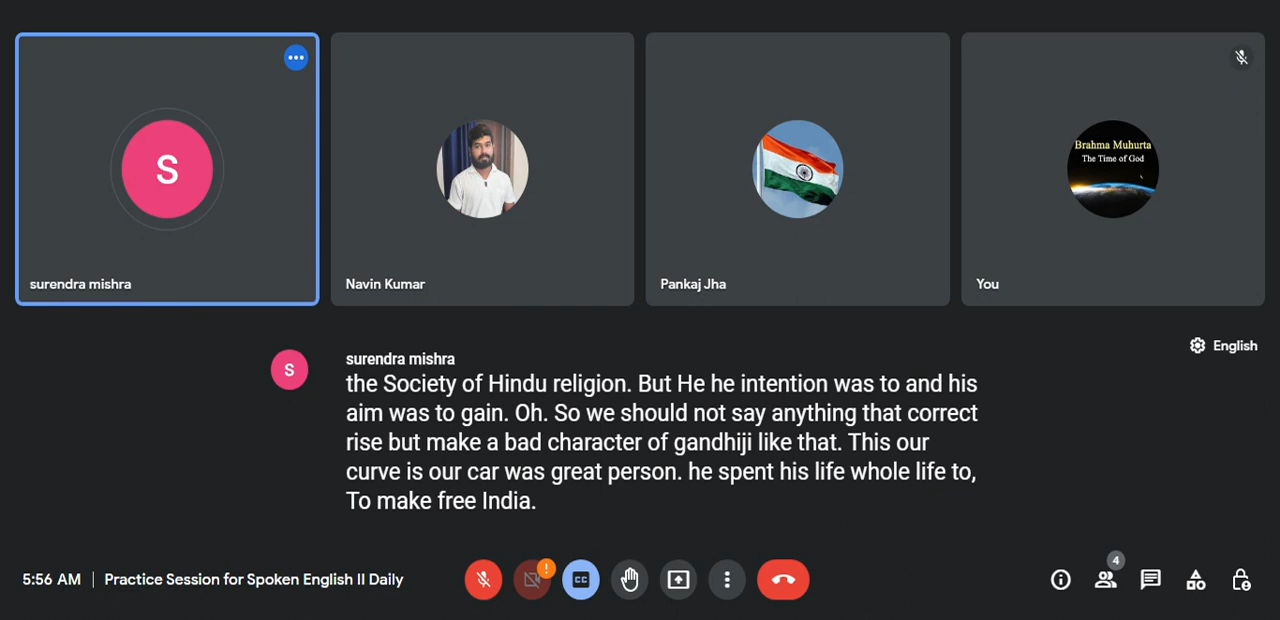 S
Brahma Muhurta
The Time of God
surendra mishra
Navin Kumar
Pankaj Jha
You
English
S
surendra mishra
the Society of Hindu religion. But He he intention was to and his
aim was to gain. Oh. So we should not say anything that correct
rise but make a bad character of gandhiji like that. This our
curve is our car was great person. he spent his life whole life to,
To make free India.
5:56 AM | Practice Session for Spoken English II Daily
!
CC
4